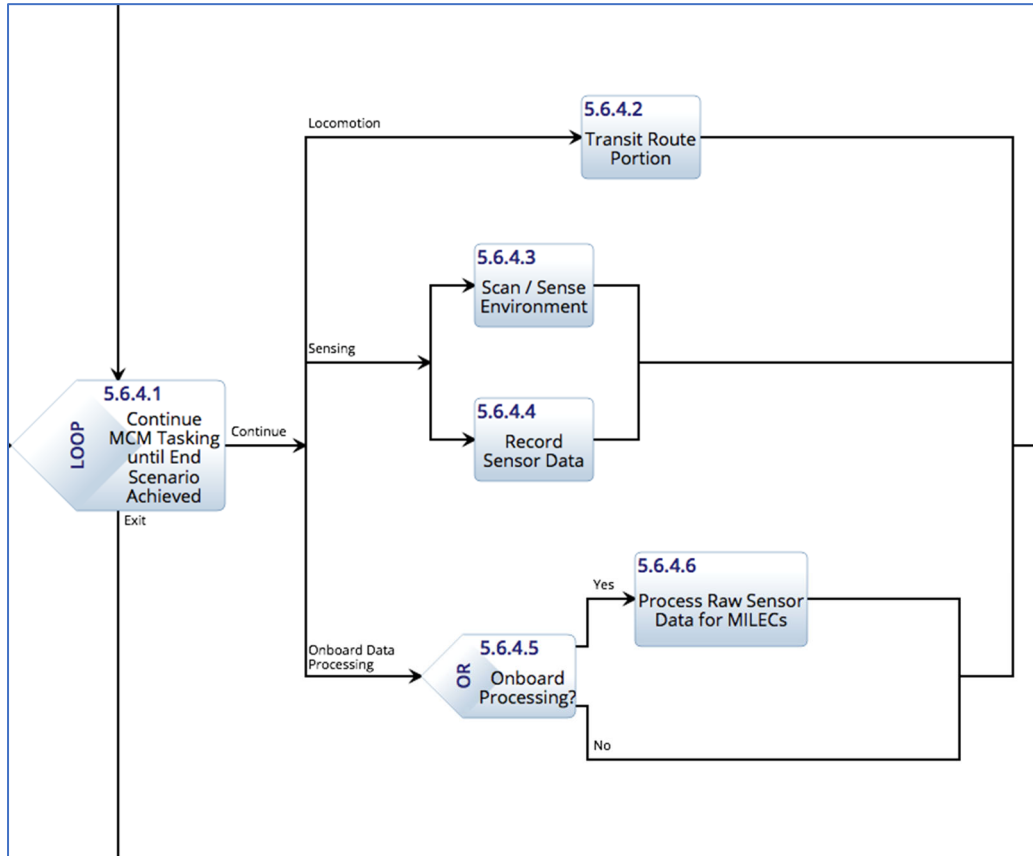 5.6.4.2
Locomotion
Transit Route
Portion
5.6.4.3
Scan / Sense
Environment
Sensing
5.6.4.1
Continue
MCM Tasking
until End
Scenario
Achieved
LOOP
Continue
Exit
5.6.4.4
Record
Sensor Data
5.6.4.6
Yes
Process Raw Sensor
Data for MILECs
Onboard Data
Processing
5.6.4.5
OR
Onboard
Processing?
No